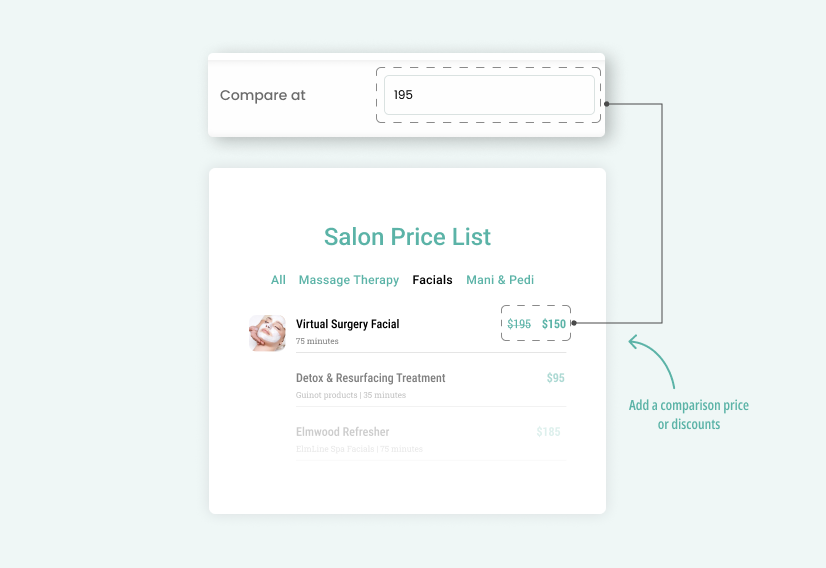 Compare at
195
Salon Price List
All Massage Therapy Facials Mani & Pedi
Virtual Surgery Facial $195 $150
75 minutes
Detox & Resurfacing Treatment $95
Guinot products | 35 minutes
Elmwood Refresher $185
ElmLine Spa Facials | 75 minutes
Add a comparison price
or discounts